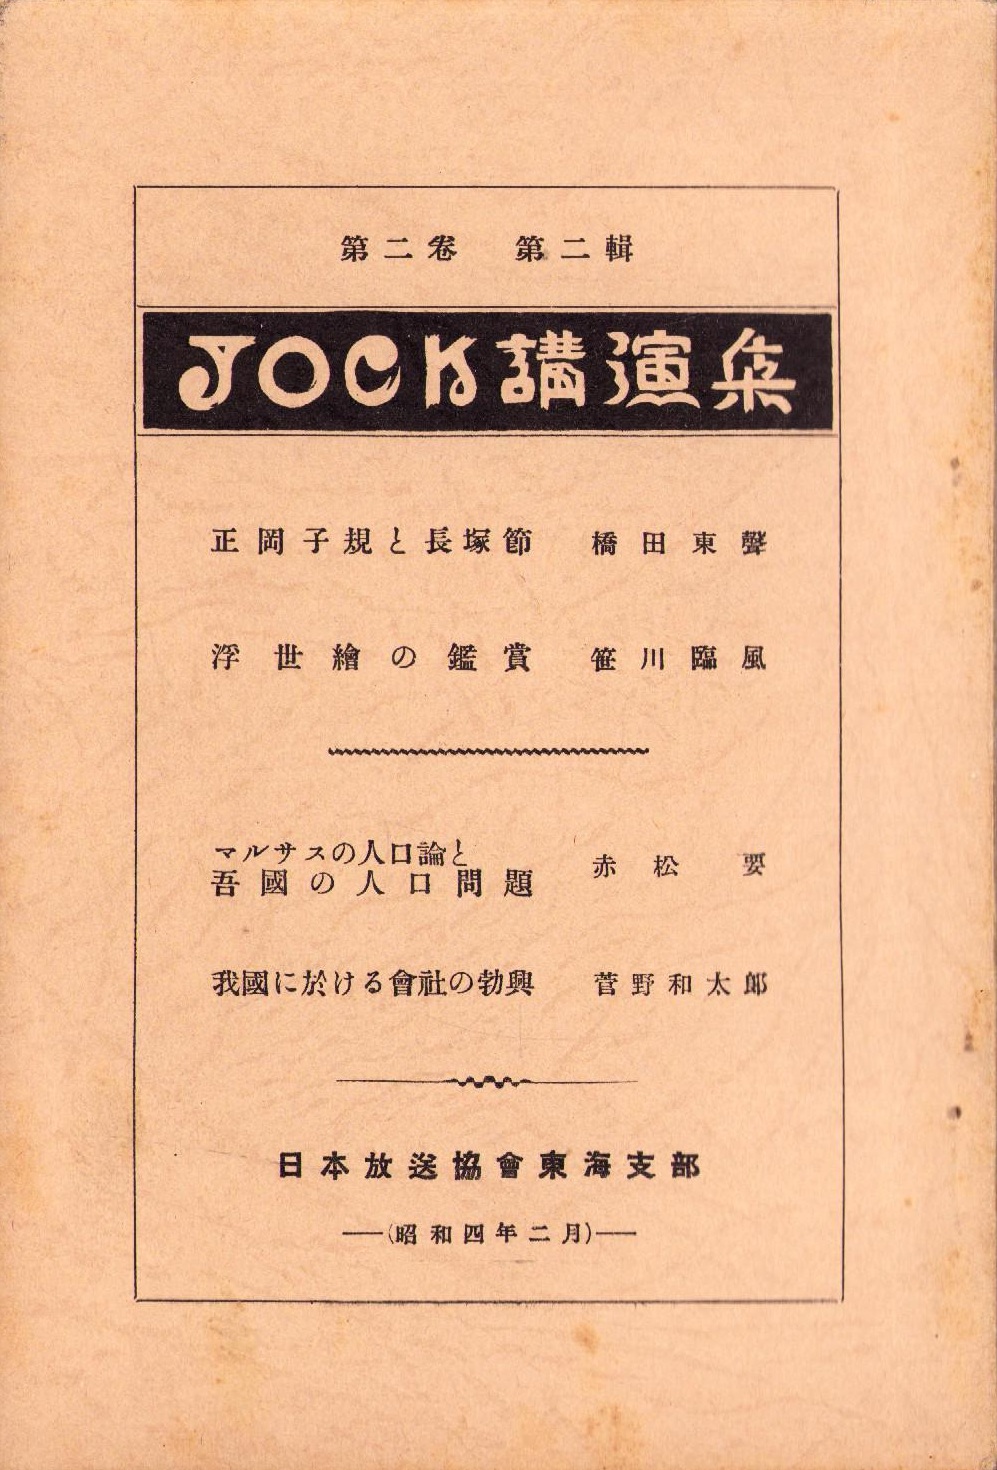 第二卷　第二輯
JOCK講演集
正岡子規と長塚節　橋田東聲
浮世繪の鑑賞　笹川臨風
マルサスの人口論と
吾國の人口問題　赤松要
我國に於ける會社の勃興　菅野和太郎
日本放送協會東海支部
——(昭和四年二月)——